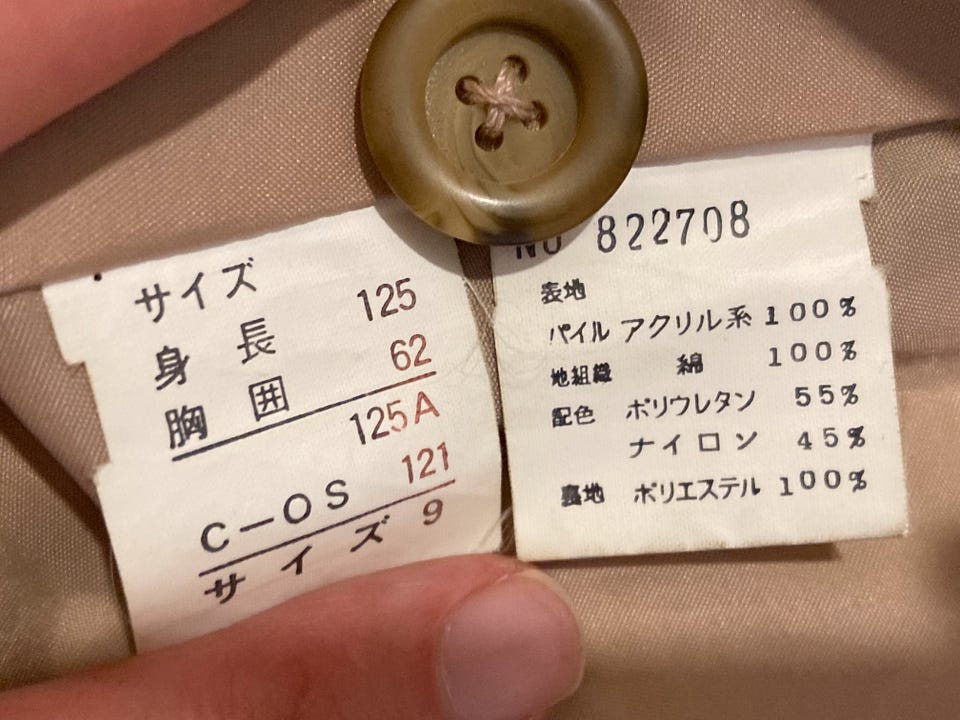 サイズ
身長 125
胸囲 62
125A
C-OS 121
サイズ 9
No 822708
表地
パイル アクリル系 100%
地組織 綿 100%
配色 ポリウレタン 55%
ナイロン 45%
裏地 ポリエステル 100%